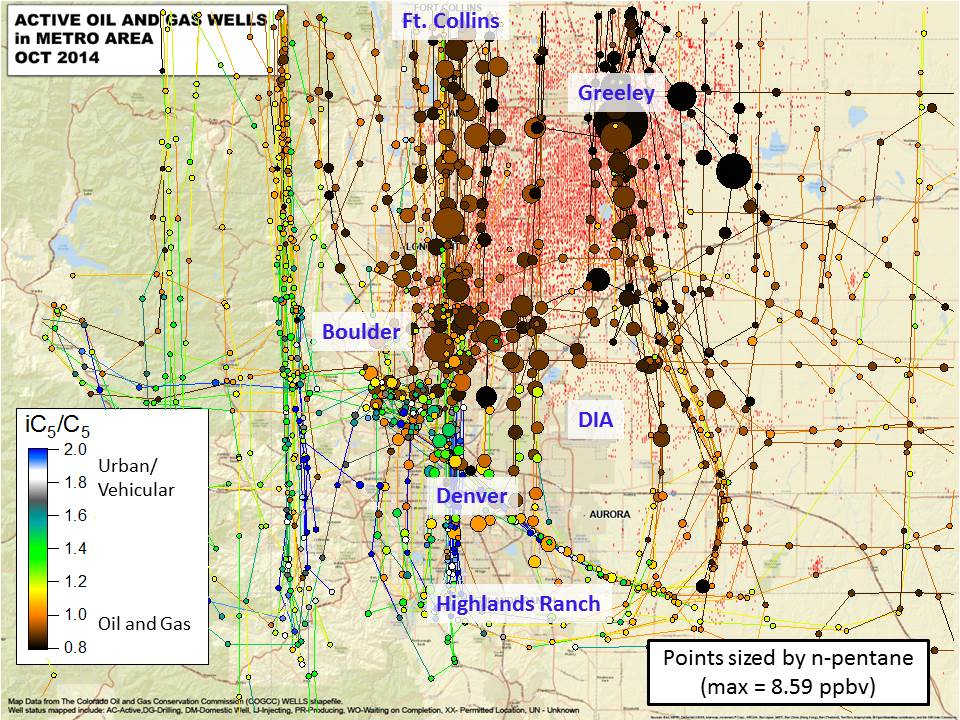 ACTIVE OIL AND GAS WELLS
in METRO AREA
OCT 2014
FORT COLLINS
Ft. Collins
Greeley
Boulder
DIA
Denver
AURORA
Highlands Ranch
iC5/C5
2.0
1.8
1.6
1.4
1.2
1.0
0.8
Urban/
Vehicular
Oil and Gas
Points sized by n-pentane
(max = 8.59 ppbv)
Map Data from The Colorado Oil and Gas Conservation Commission (COGCC) WELLS shapefile.
Well status mapped include: AC-Active,DG-Drilling, DM-Domestic Well, IJ-Injecting, PR-Producing, WO-Waiting on Completion, XX- Permitted Location, UN - Unknown